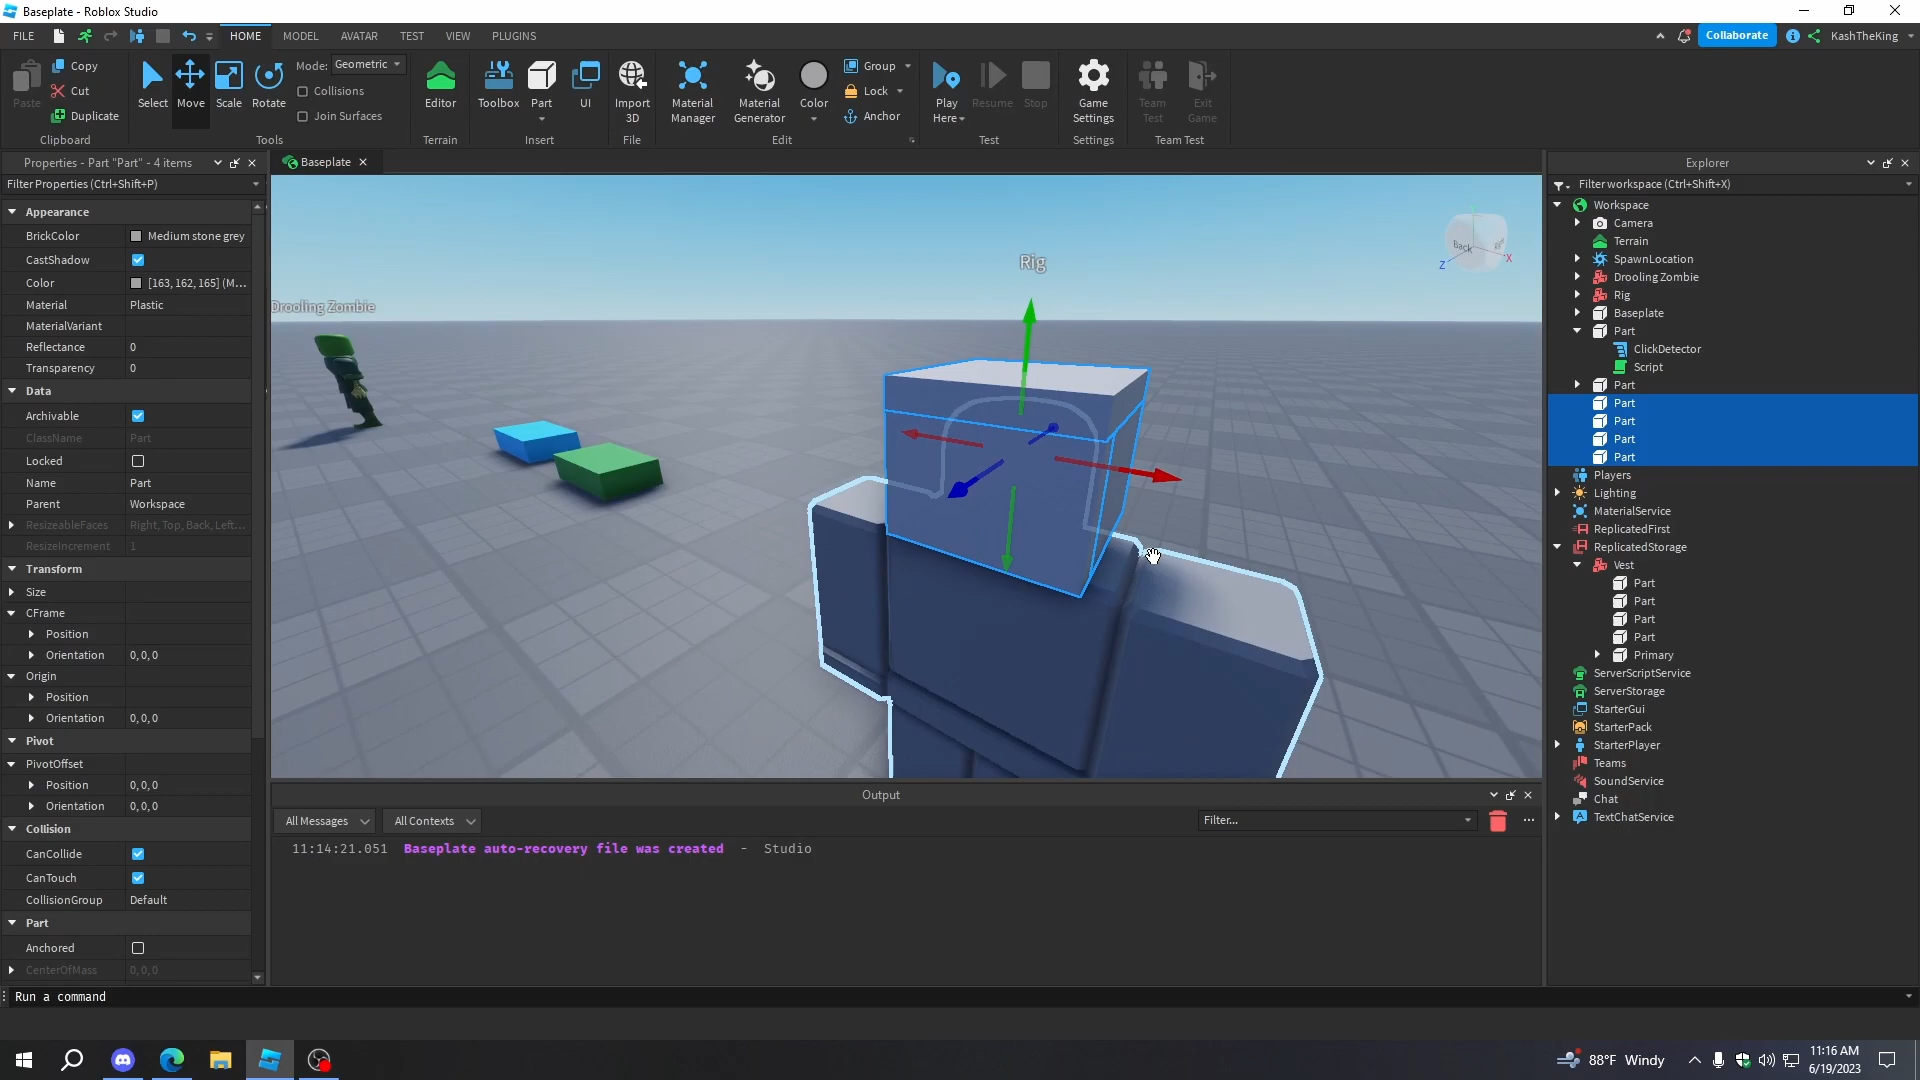 Baseplate - Roblox Studio
FILE
HOME
MODEL
AVATAR
TEST
VIEW
PLUGINS
Collaborate
KashTheKing
Paste
Copy
Cut
Duplicate
Clipboard
Select
Move
Scale
Rotate
Mode: Geometric
Collisions
Join Surfaces
Tools
Editor
Terrain
Toolbox
Part
UI
Insert
Import 3D
File
Material Manager
Material Generator
Color
Group
Lock
Anchor
Edit
Play Here
Resume
Stop
Test
Game Settings
Settings
Team Test
Exit Game
Team Test
Properties - Part "Part" - 4 items
Filter Properties (Ctrl+Shift+P)
Appearance
BrickColor Medium stone grey
CastShadow
Color [163, 162, 165] (M...
Material Plastic
MaterialVariant
Reflectance 0
Transparency 0
Data
Archivable
ClassName Part
Locked
Name Part
Parent Workspace
ResizeableFaces Right, Top, Back, Left...
ResizeIncrement 1
Transform
Size
CFrame
Position
Orientation 0, 0, 0
Origin
Position
Orientation 0, 0, 0
Pivot
PivotOffset
Position 0, 0, 0
Orientation 0, 0, 0
Collision
CanCollide
CanTouch
CollisionGroup Default
Part
Anchored
CenterOfMass 0, 0, 0
Baseplate
Rig
Drooling Zombie
Back
Z
X
Output
All Messages
All Contexts
Filter...
11:14:21.051 Baseplate auto-recovery file was created - Studio
Explorer
Filter workspace (Ctrl+Shift+X)
Workspace
Camera
Terrain
SpawnLocation
Drooling Zombie
Rig
Baseplate
Part
ClickDetector
Script
Part
Part
Part
Part
Part
Players
Lighting
MaterialService
ReplicatedFirst
ReplicatedStorage
Vest
Part
Part
Part
Part
Primary
ServerScriptService
ServerStorage
StarterGui
StarterPack
StarterPlayer
Teams
SoundService
Chat
TextChatService
Run a command
88°F Windy
11:16 AM
6/19/2023